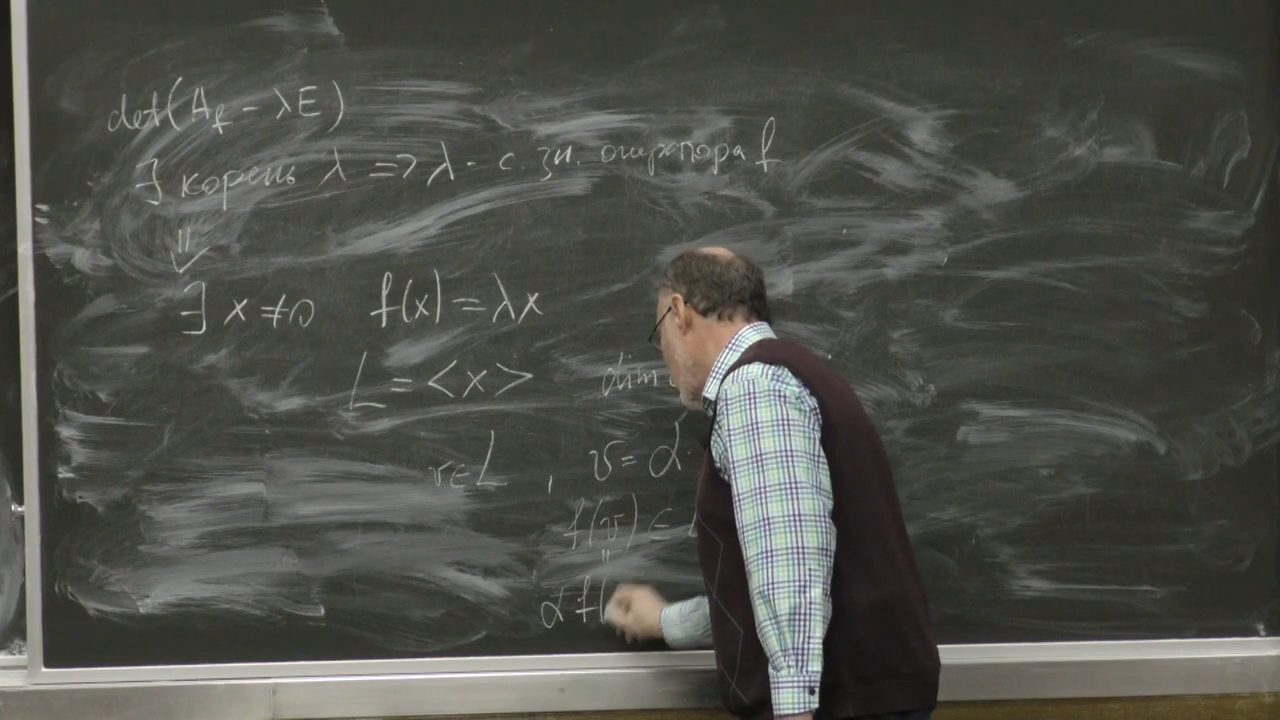 det(A_f - λE)
∃ корень λ => λ - с. зн. оператора f
⇓
∃ x ≠ 0 f(x) = λx
L = <x> dim
v ∈ L , v = α·
f(v) ∈
"
α f(